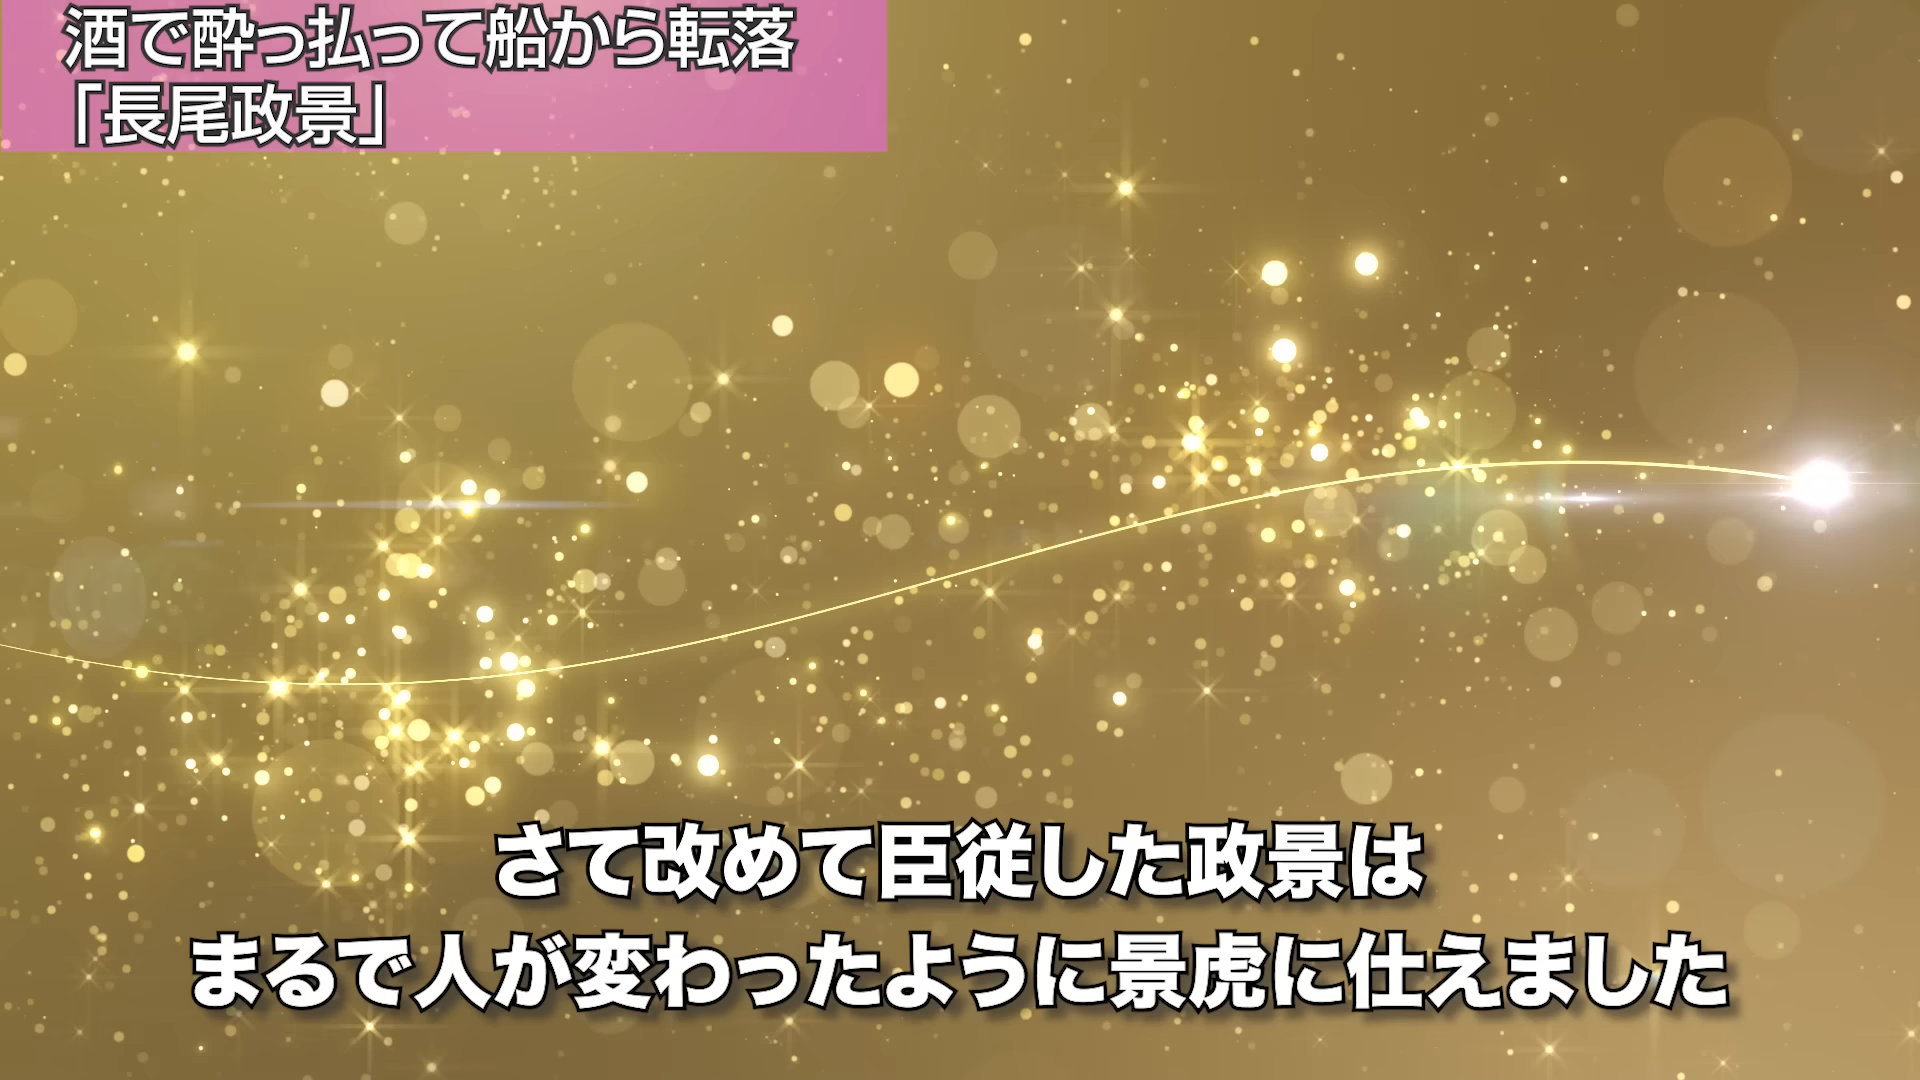 酒で酔っ払って船から転落
「長尾政景」
さて改めて臣従した政景は
まるで人が変わったように景虎に仕えました